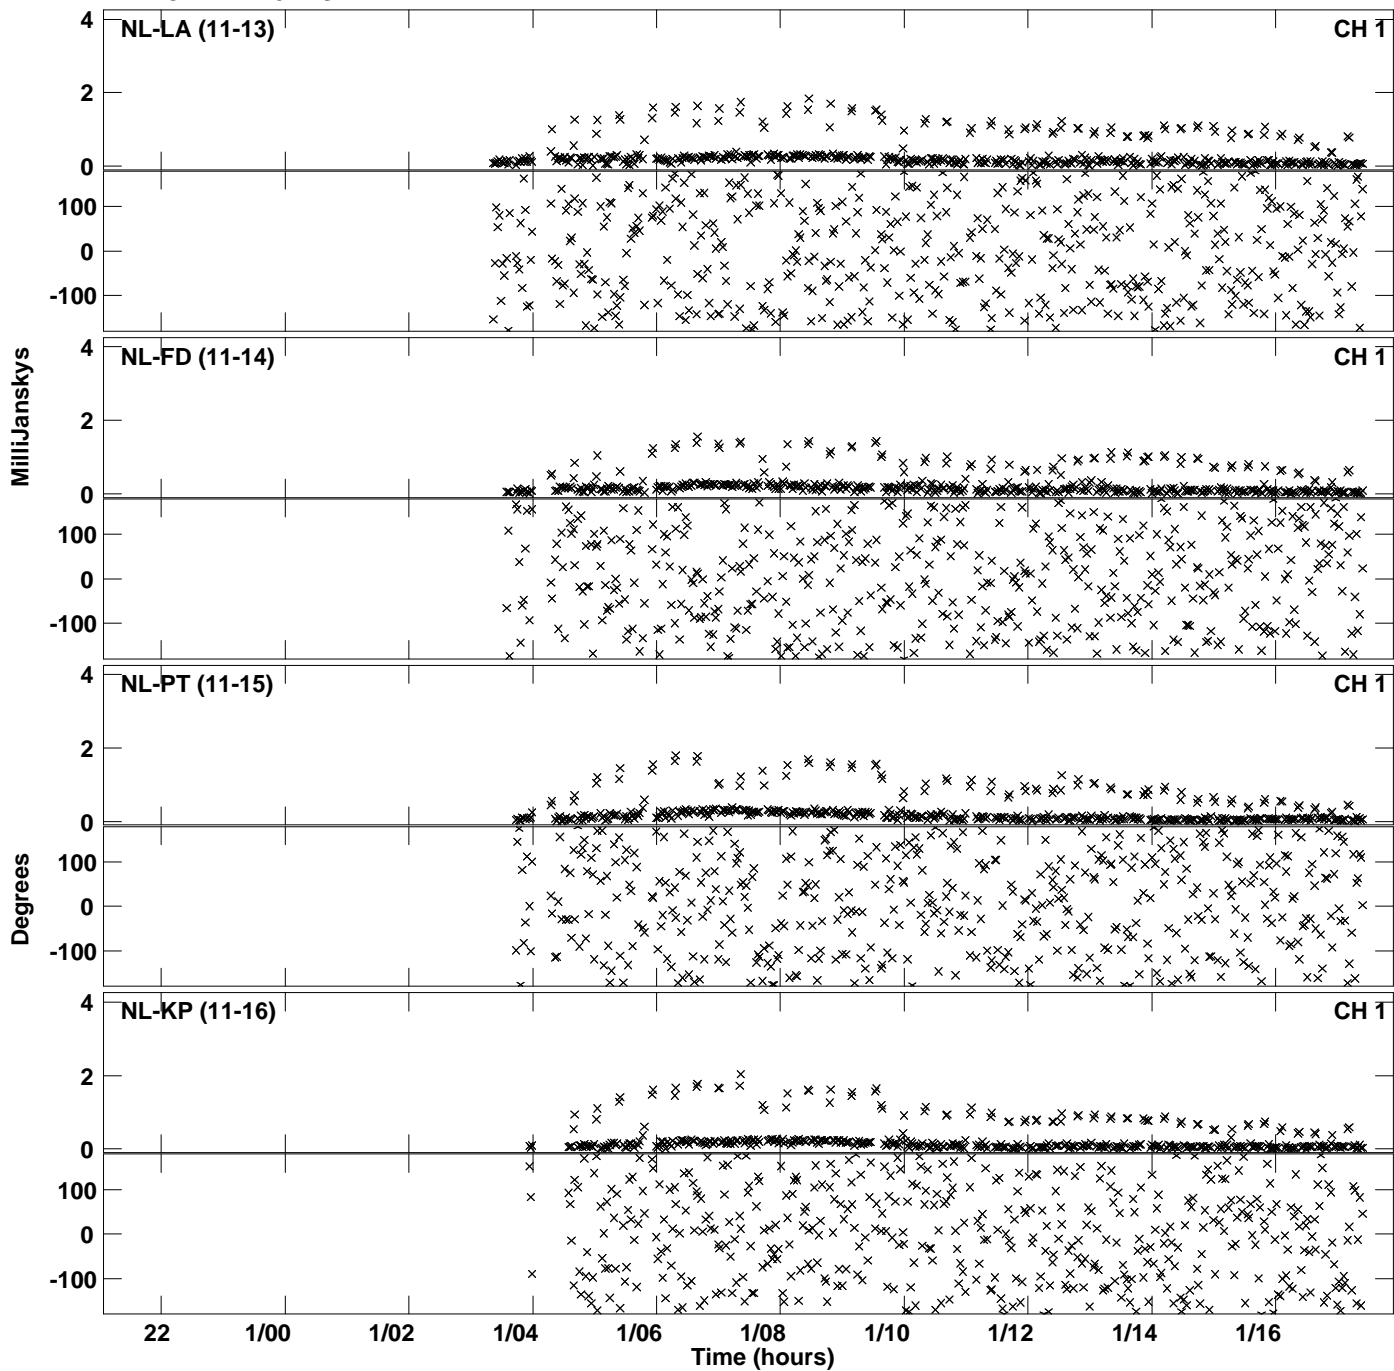 4
NL-LA (11-13)
CH 1
2
0
100
0
-100
4
NL-FD (11-14)
CH 1
2
0
100
0
-100
MilliJanskys
4
NL-PT (11-15)
CH 1
2
0
100
0
-100
Degrees
4
NL-KP (11-16)
CH 1
2
0
100
0
-100
22 1/00 1/02 1/04 1/06 1/08 1/10 1/12 1/14 1/16
Time (hours)